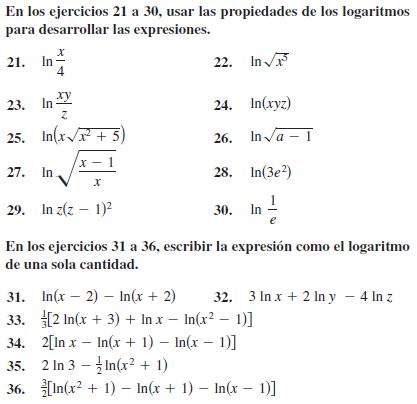 En los ejercicios 21 a 30, usar las propiedades de los logaritmos
para desarrollar las expresiones.
21. ln x/4 22. ln √x⁵
23. ln xy/z 24. ln(xyz)
25. ln(x√x² + 5) 26. ln √a − 1
27. ln √(x − 1)/x 28. ln(3e²)
29. ln z(z − 1)² 30. ln 1/e
En los ejercicios 31 a 36, escribir la expresión como el logaritmo
de una sola cantidad.
31. ln(x − 2) − ln(x + 2) 32. 3 ln x + 2 ln y − 4 ln z
33. ⅓[2 ln(x + 3) + ln x − ln(x² − 1)]
34. 2[ln x − ln(x + 1) − ln(x − 1)]
35. 2 ln 3 − ½ ln(x² + 1)
36. 3/2[ln(x² + 1) − ln(x + 1) − ln(x − 1)]